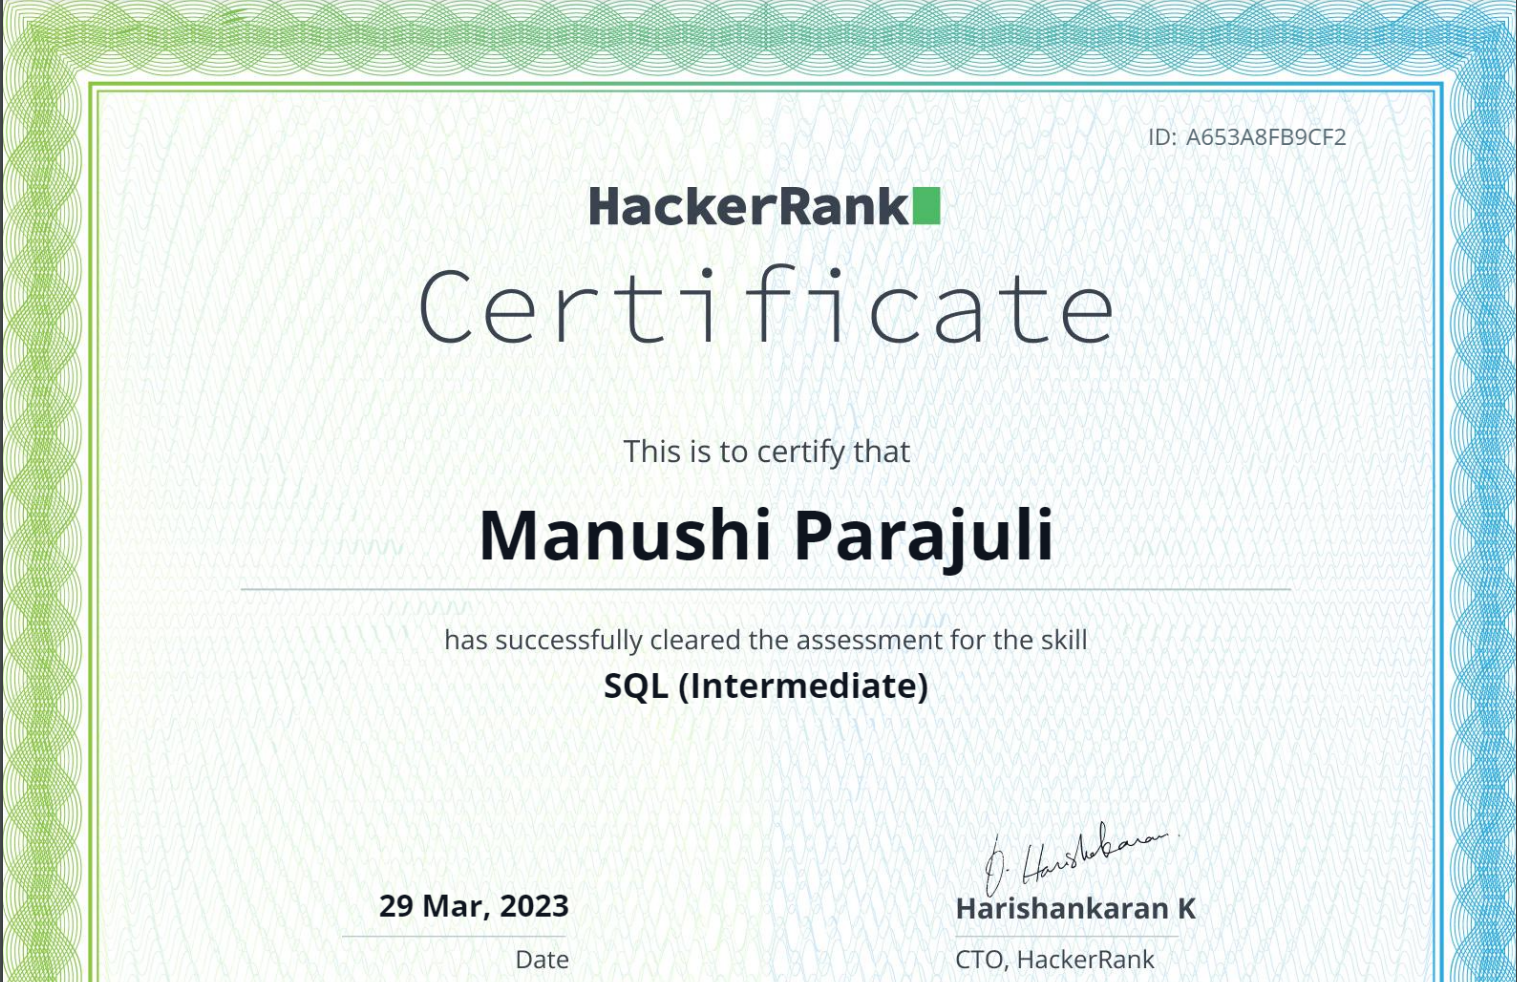 ID: A653A8FB9CF2
HackerRank
Certificate
This is to certify that
Manushi Parajuli
has successfully cleared the assessment for the skill
SQL (Intermediate)
29 Mar, 2023
Date
Harishankaran K
CTO, HackerRank